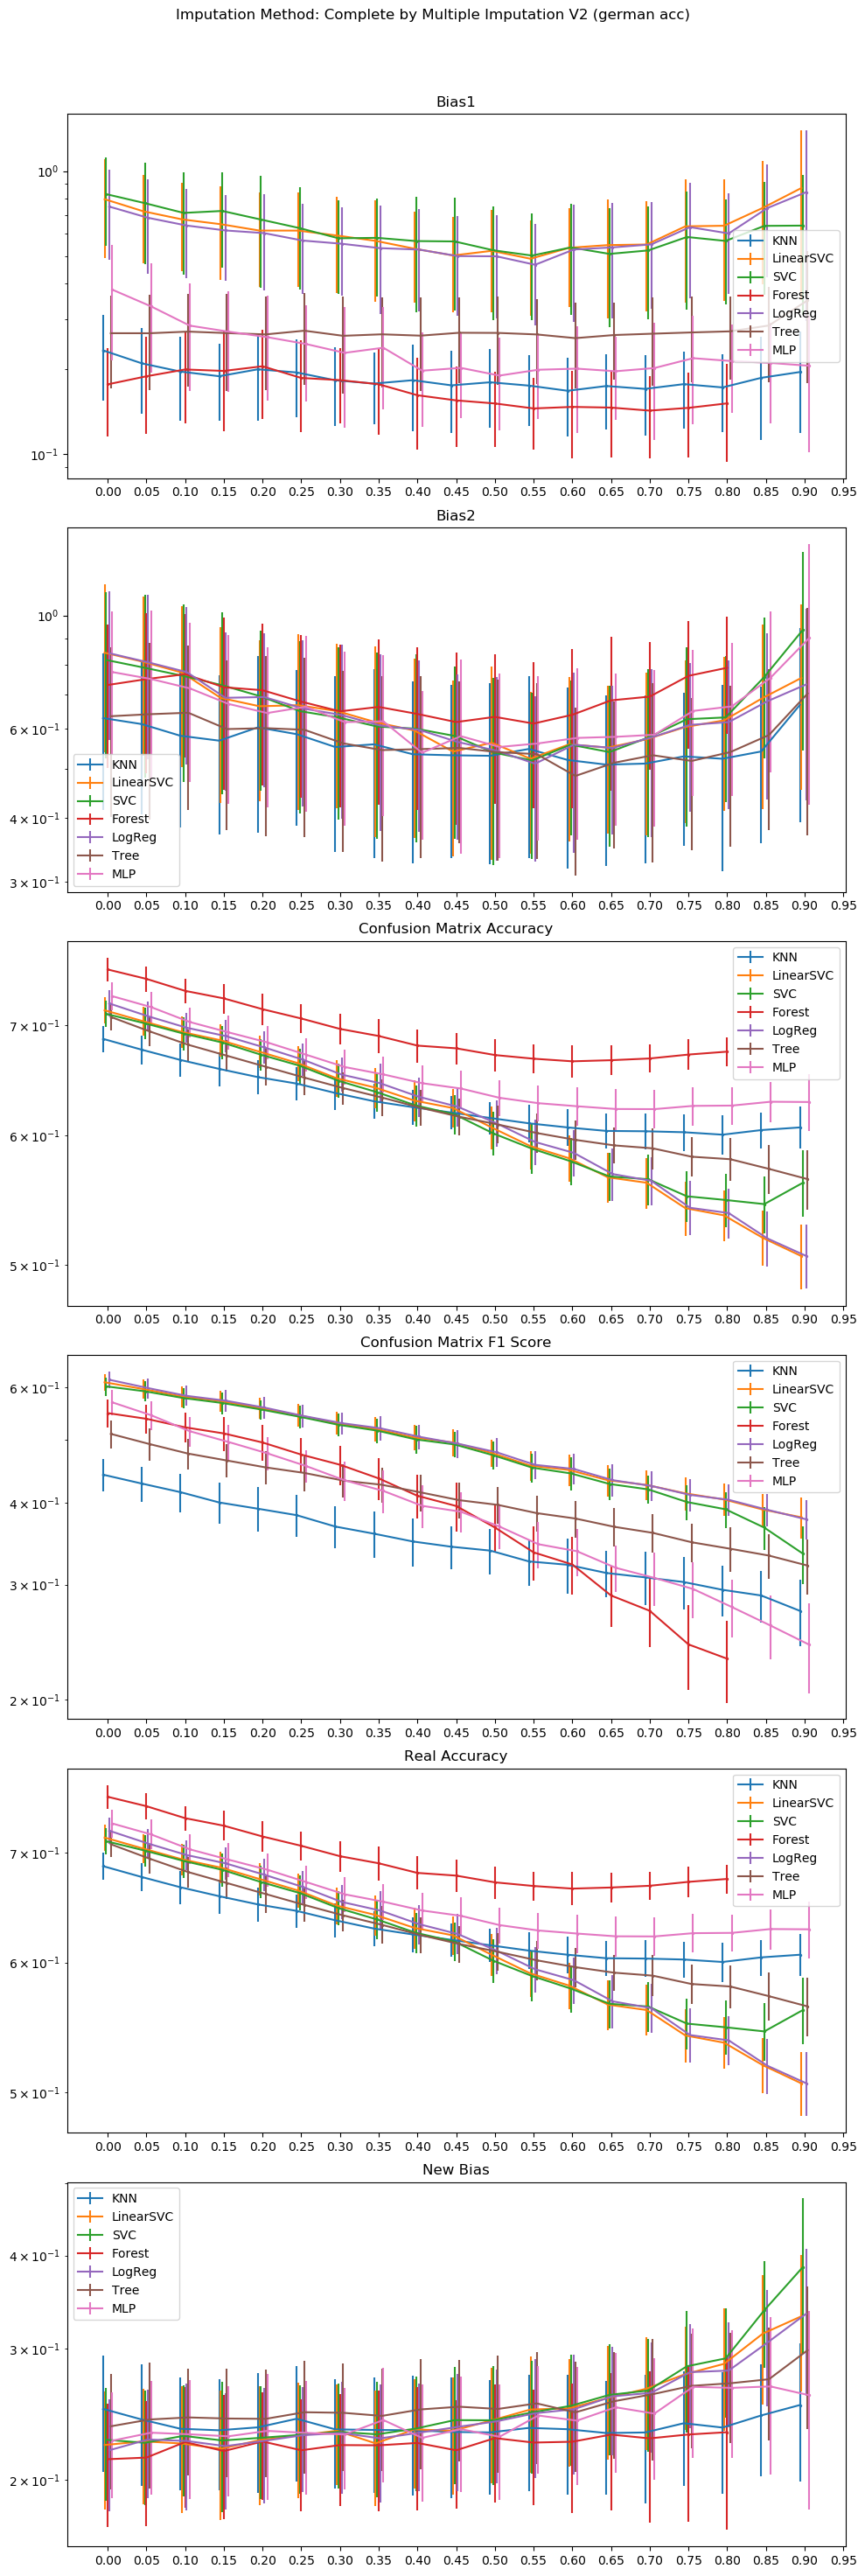 Imputation Method: Complete by Multiple Imputation V2 (german acc)
Bias1
10⁰
10⁻¹
KNN
LinearSVC
SVC
Forest
LogReg
Tree
MLP
0.00 0.05 0.10 0.15 0.20 0.25 0.30 0.35 0.40 0.45 0.50 0.55 0.60 0.65 0.70 0.75 0.80 0.85 0.90
Bias2
10⁰
6 × 10⁻¹
4 × 10⁻¹
3 × 10⁻¹
KNN
LinearSVC
SVC
Forest
LogReg
Tree
MLP
0.00 0.05 0.10 0.15 0.20 0.25 0.30 0.35 0.40 0.45 0.50 0.55 0.60 0.65 0.70 0.75 0.80 0.85 0.90 0.95
Confusion Matrix Accuracy
7 × 10⁻¹
6 × 10⁻¹
5 × 10⁻¹
KNN
LinearSVC
SVC
Forest
LogReg
Tree
MLP
0.00 0.05 0.10 0.15 0.20 0.25 0.30 0.35 0.40 0.45 0.50 0.55 0.60 0.65 0.70 0.75 0.80 0.85 0.90 0.95
Confusion Matrix F1 Score
6 × 10⁻¹
4 × 10⁻¹
3 × 10⁻¹
2 × 10⁻¹
KNN
LinearSVC
SVC
Forest
LogReg
Tree
MLP
0.00 0.05 0.10 0.15 0.20 0.25 0.30 0.35 0.40 0.45 0.50 0.55 0.60 0.65 0.70 0.75 0.80 0.85 0.90 0.95
Real Accuracy
7 × 10⁻¹
6 × 10⁻¹
5 × 10⁻¹
KNN
LinearSVC
SVC
Forest
LogReg
Tree
MLP
0.00 0.05 0.10 0.15 0.20 0.25 0.30 0.35 0.40 0.45 0.50 0.55 0.60 0.65 0.70 0.75 0.80 0.85 0.90 0.95
New Bias
4 × 10⁻¹
3 × 10⁻¹
2 × 10⁻¹
KNN
LinearSVC
SVC
Forest
LogReg
Tree
MLP
0.00 0.05 0.10 0.15 0.20 0.25 0.30 0.35 0.40 0.45 0.50 0.55 0.60 0.65 0.70 0.75 0.80 0.85 0.90 0.95